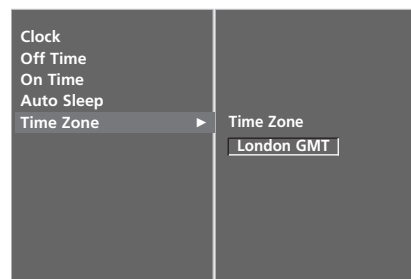 Clock
Off Time
On Time
Auto Sleep
Time Zone ►
Time Zone
London GMT